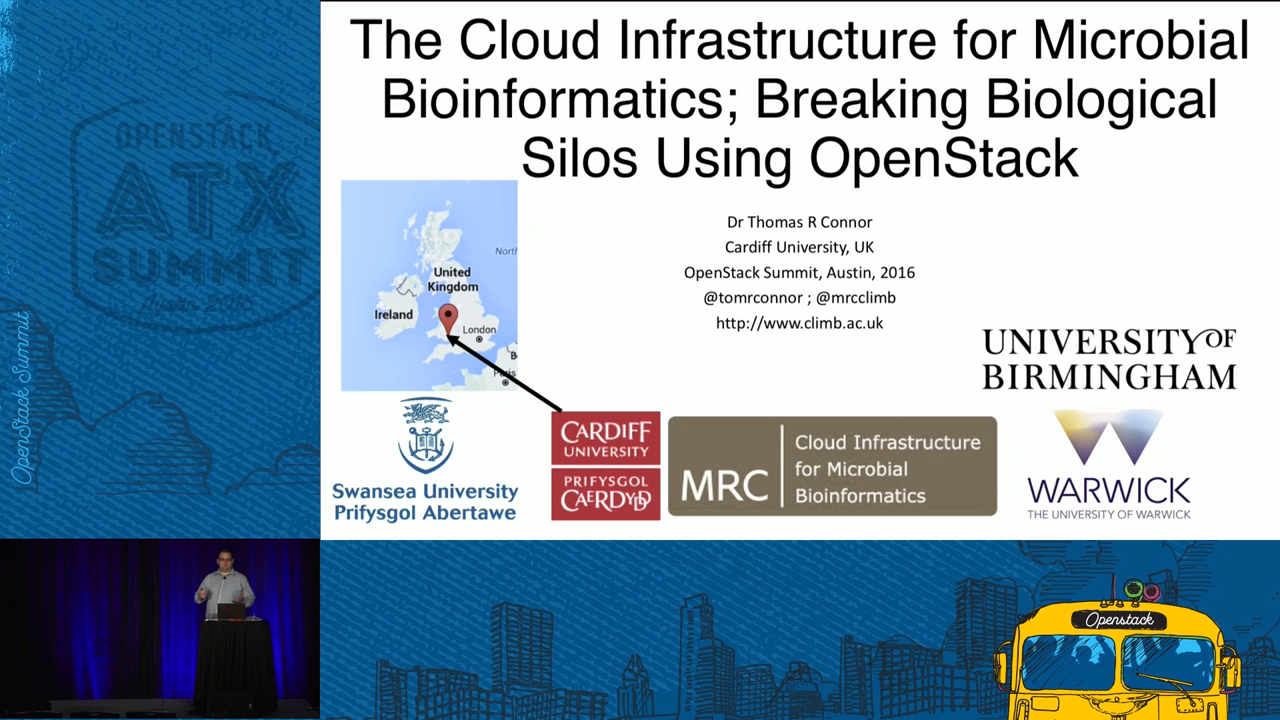 The Cloud Infrastructure for Microbial
Bioinformatics; Breaking Biological
Silos Using OpenStack
Dr Thomas R Connor
Cardiff University, UK
OpenStack Summit, Austin, 2016
@tomrconnor ; @mrcclimb
http://www.climb.ac.uk
North
United
Kingdom
Ireland
London
Paris
UNIVERSITY OF
BIRMINGHAM
Swansea University
Prifysgol Abertawe
CARDIFF
UNIVERSITY
PRIFYSGOL
CAERDYDD
MRC
Cloud Infrastructure
for Microbial
Bioinformatics
WARWICK
THE UNIVERSITY OF WARWICK
OPENSTACK
ATX
SUMMIT
OpenStack Summit
Openstack